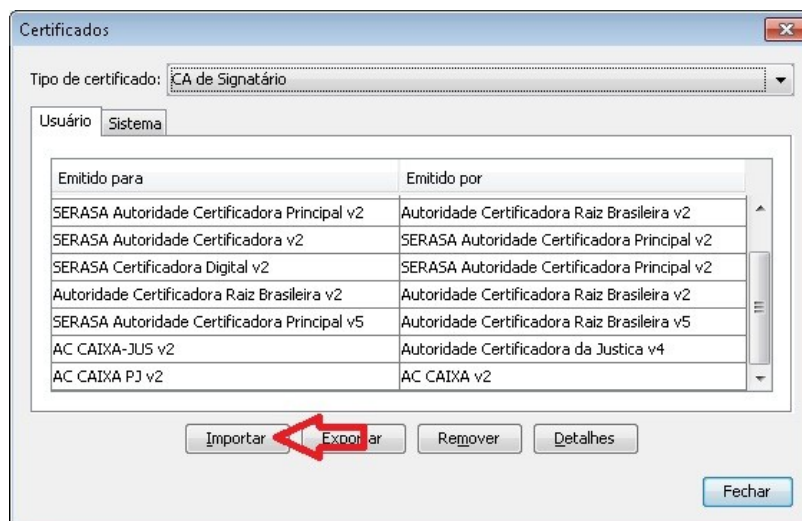 Certificados
Tipo de certificado: CA de Signatário
Usuário Sistema
Emitido para Emitido por
SERASA Autoridade Certificadora Principal v2 Autoridade Certificadora Raiz Brasileira v2
SERASA Autoridade Certificadora v2 SERASA Autoridade Certificadora Principal v2
SERASA Certificadora Digital v2 SERASA Autoridade Certificadora Principal v2
Autoridade Certificadora Raiz Brasileira v2 Autoridade Certificadora Raiz Brasileira v2
SERASA Autoridade Certificadora Principal v5 Autoridade Certificadora Raiz Brasileira v5
AC CAIXA-JUS v2 Autoridade Certificadora da Justica v4
AC CAIXA PJ v2 AC CAIXA v2
Importar Exportar Remover Detalhes
Fechar